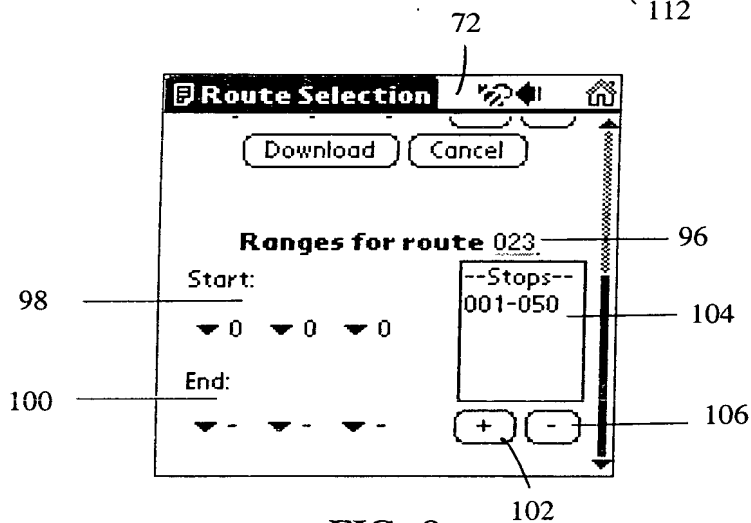 112
72
Route Selection
Download Cancel
Ranges for route 023 96
Start: --Stops--
98 001-050
0 0 0 104
End:
100
- - - + - 106
102